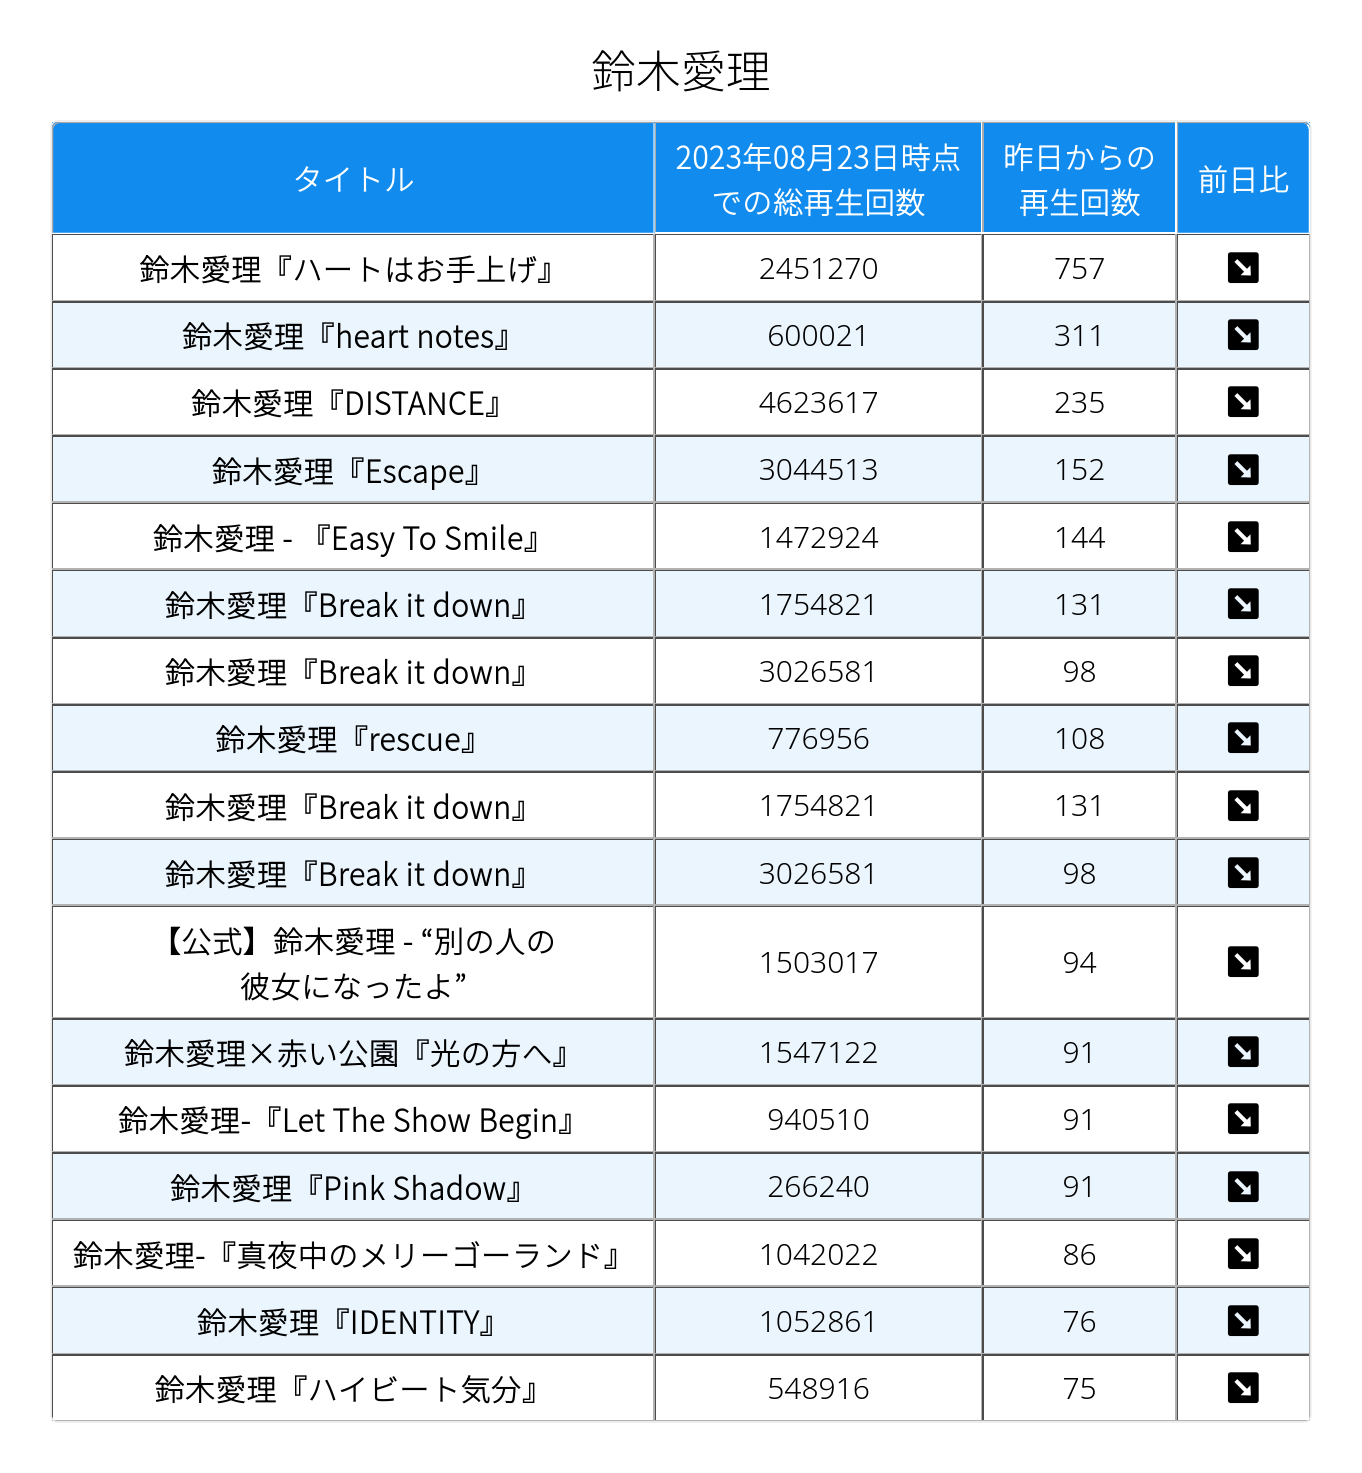 鈴木愛理
タイトル 2023年08月23日時点 昨日からの 前日比
での総再生回数 再生回数
鈴木愛理『ハートはお手上げ』 2451270 757
鈴木愛理『heart notes』 600021 311
鈴木愛理『DISTANCE』 4623617 235
鈴木愛理『Escape』 3044513 152
鈴木愛理 - 『Easy To Smile』 1472924 144
鈴木愛理『Break it down』 1754821 131
鈴木愛理『Break it down』 3026581 98
鈴木愛理『rescue』 776956 108
鈴木愛理『Break it down』 1754821 131
鈴木愛理『Break it down』 3026581 98
【公式】鈴木愛理 - “別の人の
彼女になったよ” 1503017 94
鈴木愛理×赤い公園『光の方へ』 1547122 91
鈴木愛理-『Let The Show Begin』 940510 91
鈴木愛理『Pink Shadow』 266240 91
鈴木愛理-『真夜中のメリーゴーランド』 1042022 86
鈴木愛理『IDENTITY』 1052861 76
鈴木愛理『ハイビート気分』 548916 75